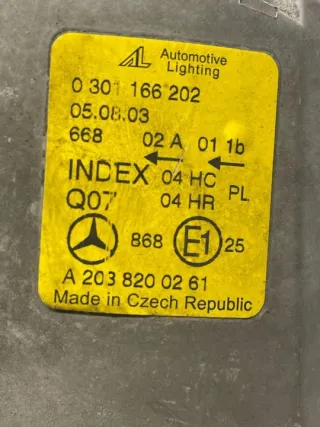 AL Automotive
Lighting
0 301 166 202
05.08.03
668 02 A 01 1b
INDEX 04 HC PL
Q07 04 HR
868 E1 25
A 203 820 02 61
Made in Czech Republic